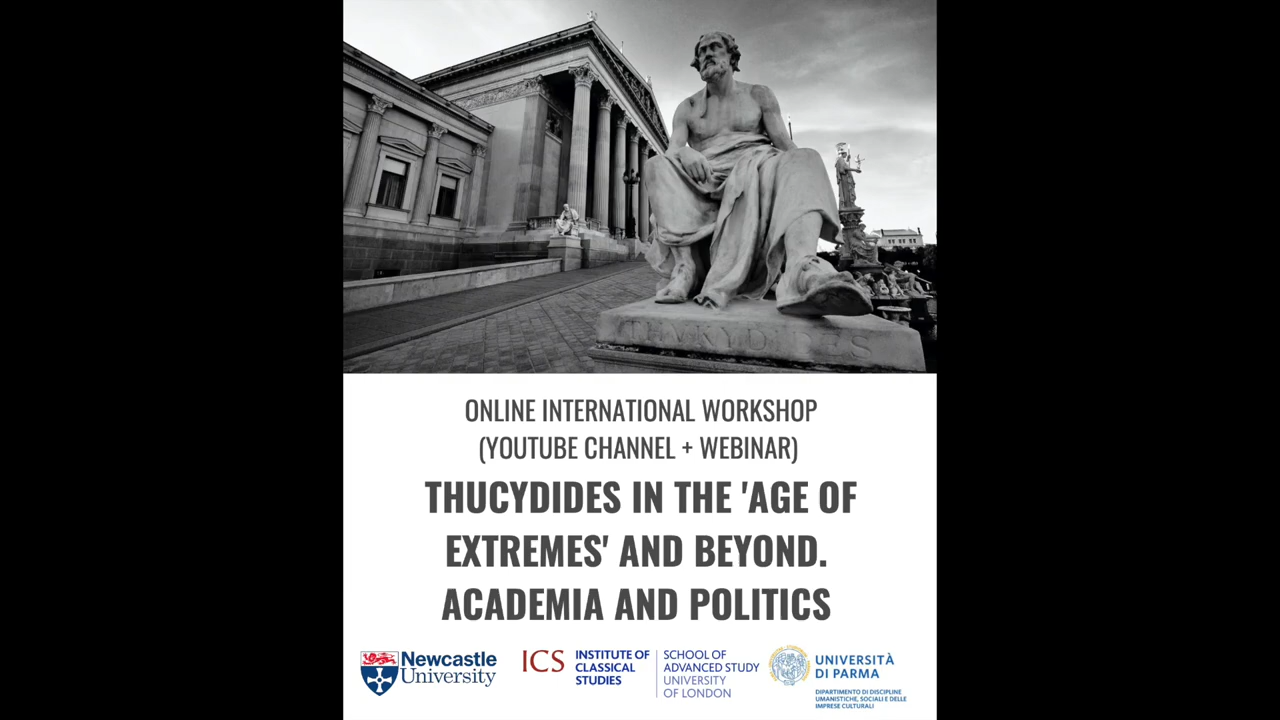 THVKYDIDES
ONLINE INTERNATIONAL WORKSHOP
(YOUTUBE CHANNEL + WEBINAR)
THUCYDIDES IN THE 'AGE OF
EXTREMES' AND BEYOND.
ACADEMIA AND POLITICS
Newcastle
University
ICS
INSTITUTE OF
CLASSICAL
STUDIES
SCHOOL OF
ADVANCED STUDY
UNIVERSITY
OF LONDON
UNIVERSITÀ
DI PARMA
DIPARTIMENTO DI DISCIPLINE
UMANISTICHE, SOCIALI E DELLE
IMPRESE CULTURALI